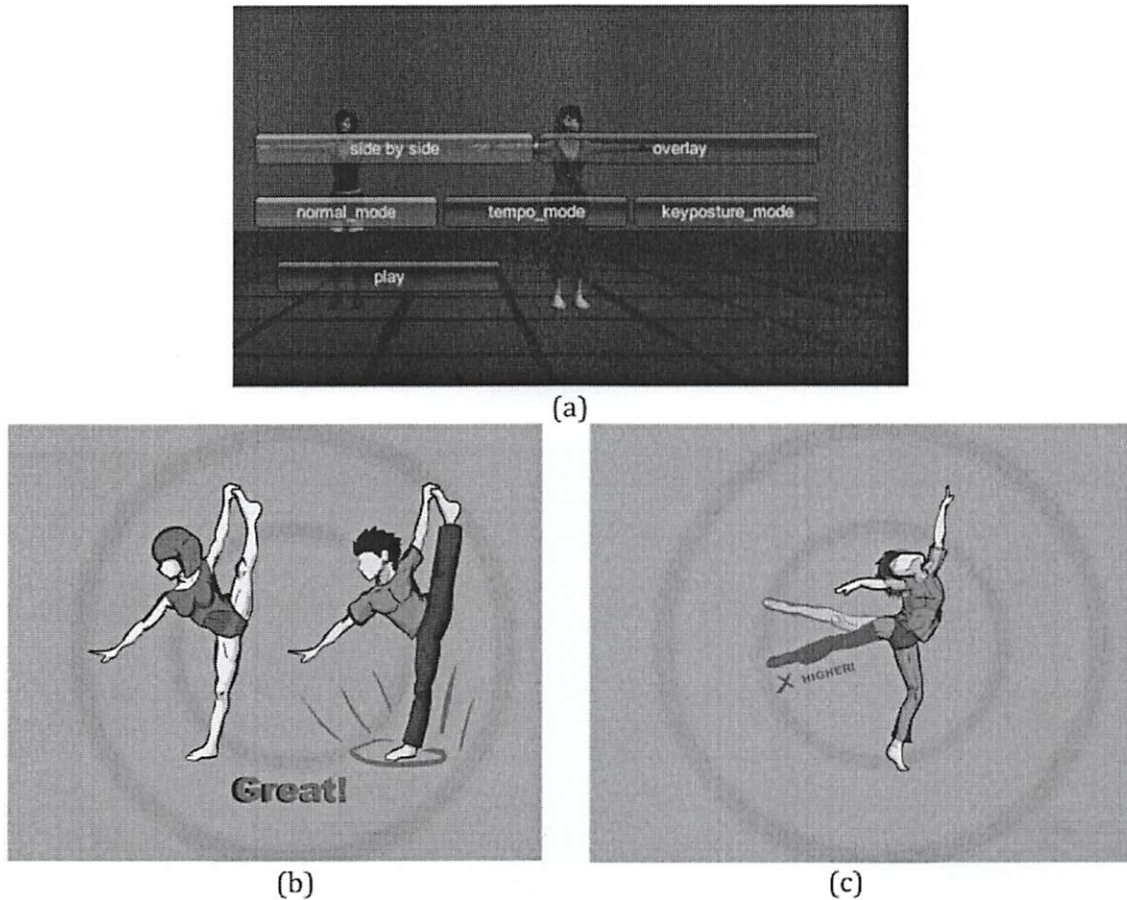 side by side overlay
normal_mode tempo_mode keyposture_mode
play
(a)
HIGHER!
Great!
(b) (c)